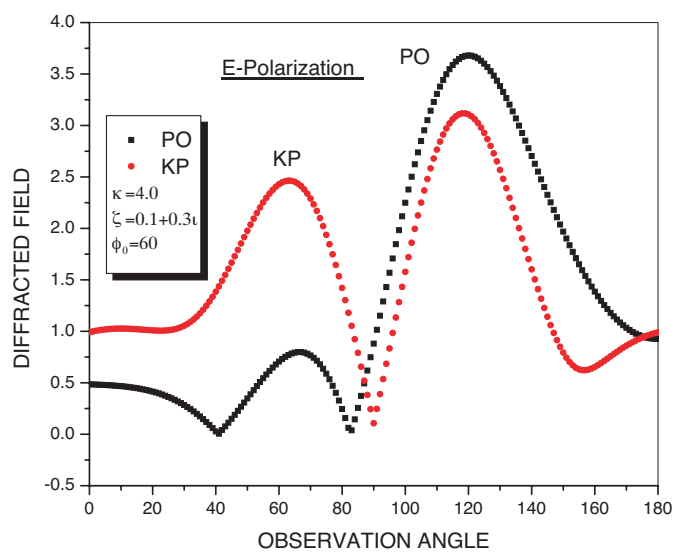 E-Polarization
PO
KP
PO
KP
κ=4.0
ζ=0.1+0.3ι
ϕ₀=60
4.0
3.5
3.0
2.5
2.0
1.5
1.0
0.5
0.0
-0.5
DIFFRACTED FIELD
0 20 40 60 80 100 120 140 160 180
OBSERVATION ANGLE